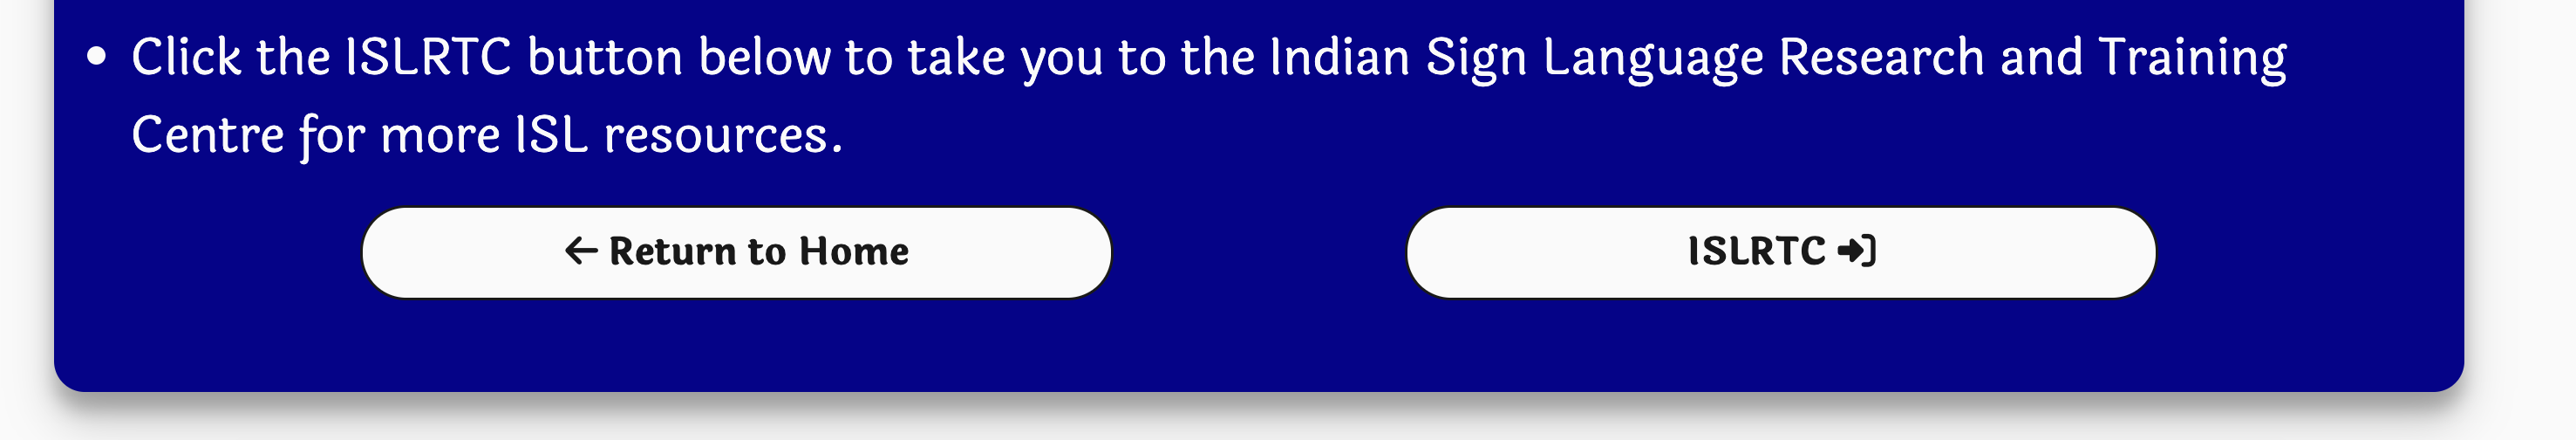 • Click the ISLRTC button below to take you to the Indian Sign Language Research and Training
Centre for more ISL resources.
← Return to Home
ISLRTC